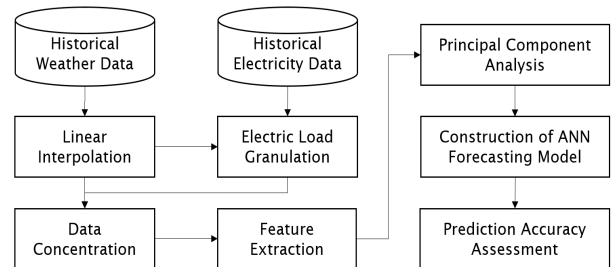 Historical
Weather Data
Historical
Electricity Data
Principal Component
Analysis
Linear
Interpolation
Electric Load
Granulation
Construction of ANN
Forecasting Model
Data
Concentration
Feature
Extraction
Prediction Accuracy
Assessment